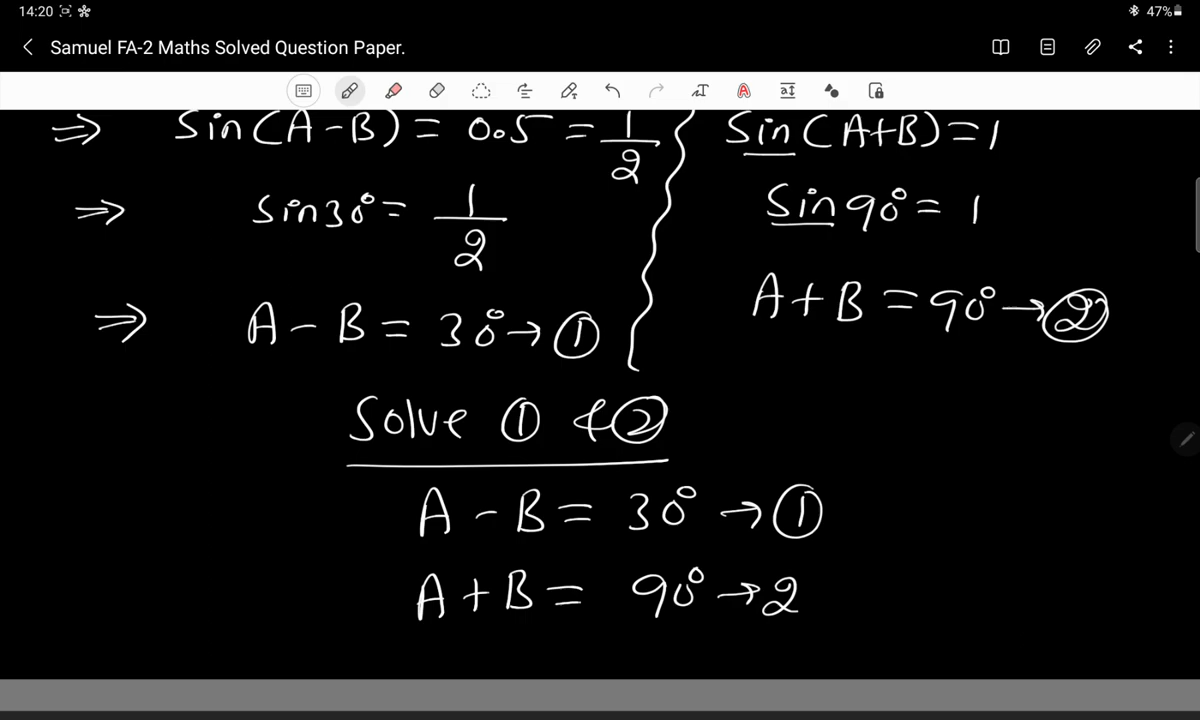 14:20
47%
Samuel FA-2 Maths Solved Question Paper.
⇒ Sin(A-B) = 0.5 = 1/2
Sin(A+B)=1
⇒ Sin30° = 1/2
Sin90° = 1
⇒ A - B = 30° → ①
A + B = 90° → ②
Solve ① & ②
A - B = 30° → ①
A + B = 90° → 2